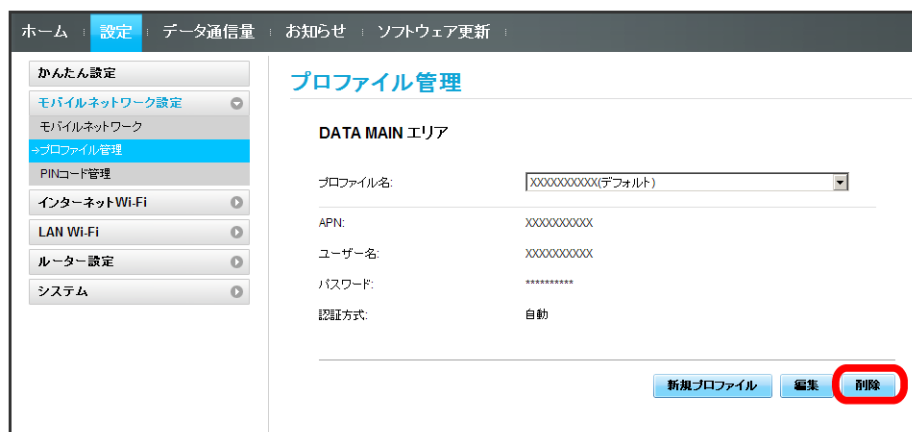 ホーム 設定 データ通信量 お知らせ ソフトウェア更新
かんたん設定
モバイルネットワーク設定
モバイルネットワーク
→プロファイル管理
PINコード管理
インターネットWi-Fi
LAN Wi-Fi
ルーター設定
システム
プロファイル管理
DATA MAIN エリア
プロファイル名: XXXXXXXXXX(デフォルト)
APN: XXXXXXXXXX
ユーザー名: XXXXXXXXXX
パスワード: **********
認証方式: 自動
新規プロファイル 編集 削除